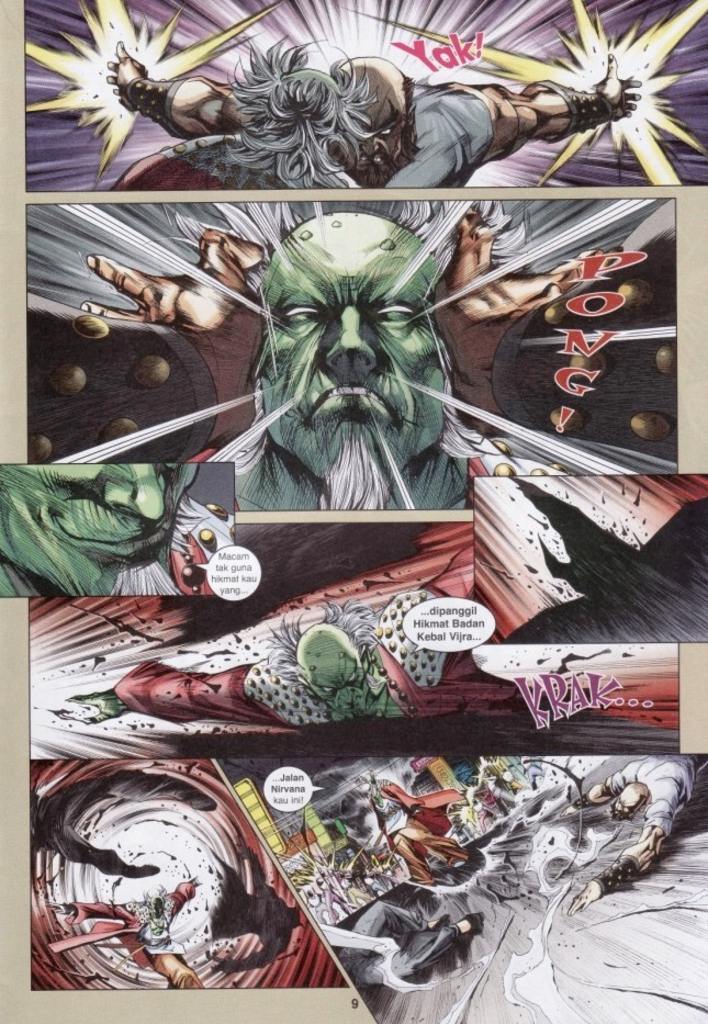 Yak!
PONG!
Macam
tak guna
hikmat kau
yang...
...dipanggil
Hikmat Badan
Kebal Vijra...
KRAK...
...Jalan
Nirvana
kau ini!
9